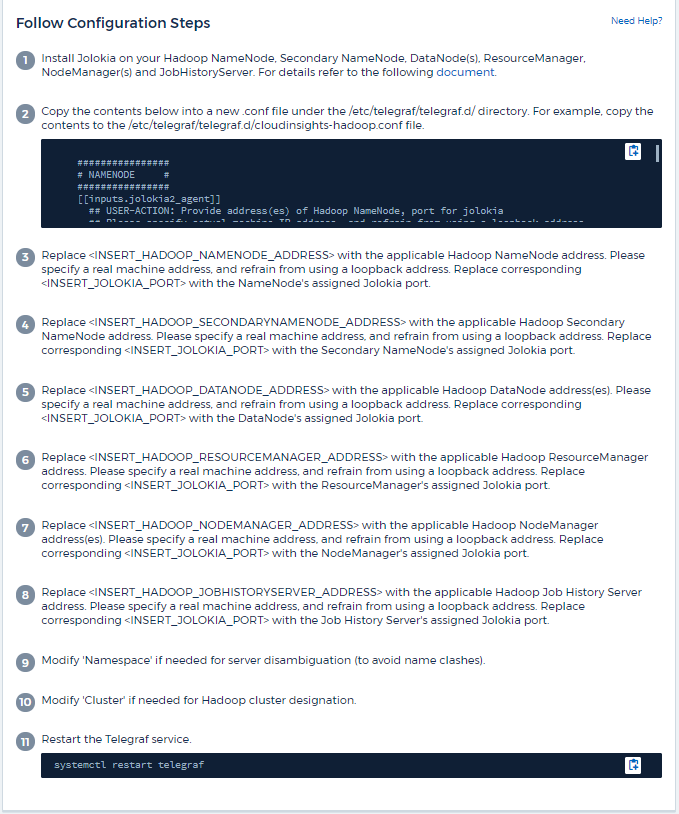 Follow Configuration Steps
Need Help?
1
Install Jolokia on your Hadoop NameNode, Secondary NameNode, DataNode(s), ResourceManager,
NodeManager(s) and JobHistoryServer. For details refer to the following document.
2
Copy the contents below into a new .conf file under the /etc/telegraf/telegraf.d/ directory. For example, copy the
contents to the /etc/telegraf/telegraf.d/cloudinsights-hadoop.conf file.
################
# NAMENODE     #
################
[[inputs.jolokia2_agent]]
## USER-ACTION: Provide address(es) of Hadoop NameNode, port for jolokia
## Please specify actual machine IP address, and refrain from using a loopback address
3
Replace <INSERT_HADOOP_NAMENODE_ADDRESS> with the applicable Hadoop NameNode address. Please
specify a real machine address, and refrain from using a loopback address. Replace corresponding
<INSERT_JOLOKIA_PORT> with the NameNode's assigned Jolokia port.
4
Replace <INSERT_HADOOP_SECONDARYNAMENODE_ADDRESS> with the applicable Hadoop Secondary
NameNode address. Please specify a real machine address, and refrain from using a loopback address. Replace
corresponding <INSERT_JOLOKIA_PORT> with the Secondary NameNode's assigned Jolokia port.
5
Replace <INSERT_HADOOP_DATANODE_ADDRESS> with the applicable Hadoop DataNode address(es). Please
specify a real machine address, and refrain from using a loopback address. Replace corresponding
<INSERT_JOLOKIA_PORT> with the DataNode's assigned Jolokia port.
6
Replace <INSERT_HADOOP_RESOURCEMANAGER_ADDRESS> with the applicable Hadoop ResourceManager
address. Please specify a real machine address, and refrain from using a loopback address. Replace
corresponding <INSERT_JOLOKIA_PORT> with the ResourceManager's assigned Jolokia port.
7
Replace <INSERT_HADOOP_NODEMANAGER_ADDRESS> with the applicable Hadoop NodeManager
address(es). Please specify a real machine address, and refrain from using a loopback address. Replace
corresponding <INSERT_JOLOKIA_PORT> with the NodeManager's assigned Jolokia port.
8
Replace <INSERT_HADOOP_JOBHISTORYSERVER_ADDRESS> with the applicable Hadoop Job History Server
address. Please specify a real machine address, and refrain from using a loopback address. Replace
corresponding <INSERT_JOLOKIA_PORT> with the Job History Server's assigned Jolokia port.
9
Modify 'Namespace' if needed for server disambiguation (to avoid name clashes).
10
Modify 'Cluster' if needed for Hadoop cluster designation.
11
Restart the Telegraf service.
systemctl restart telegraf